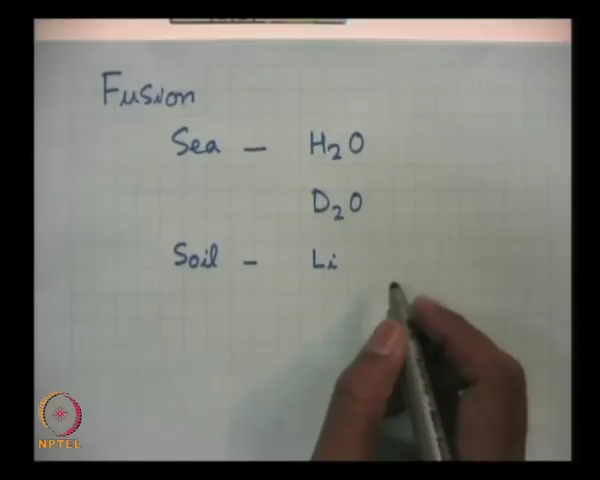 Fusion
Sea - H₂O
D₂O
Soil - Li
NPTEL